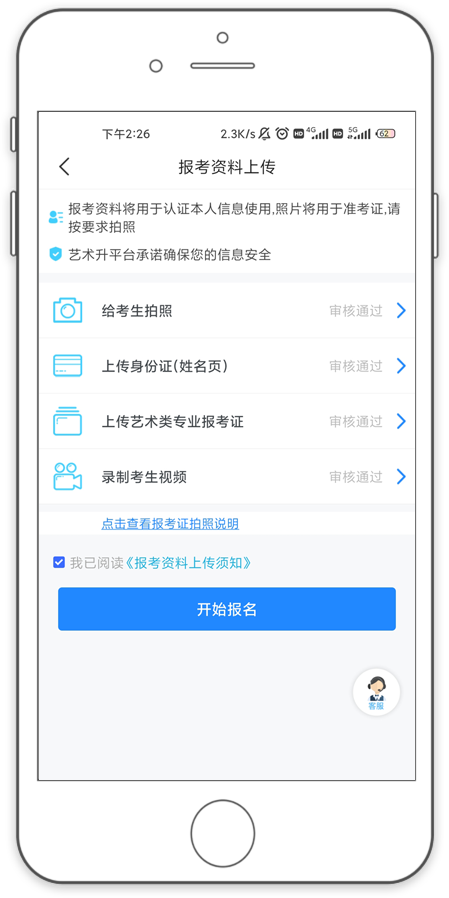 下午2:26
2.3K/s HD 4G HD 5G 62
报考资料上传
报考资料将用于认证本人信息使用,照片将用于准考证,请
按要求拍照
艺术升平台承诺确保您的信息安全
给考生拍照 审核通过
上传身份证(姓名页) 审核通过
上传艺术类专业报考证 审核通过
录制考生视频 审核通过
点击查看报考证拍照说明
我已阅读《报考资料上传须知》
开始报名
客服